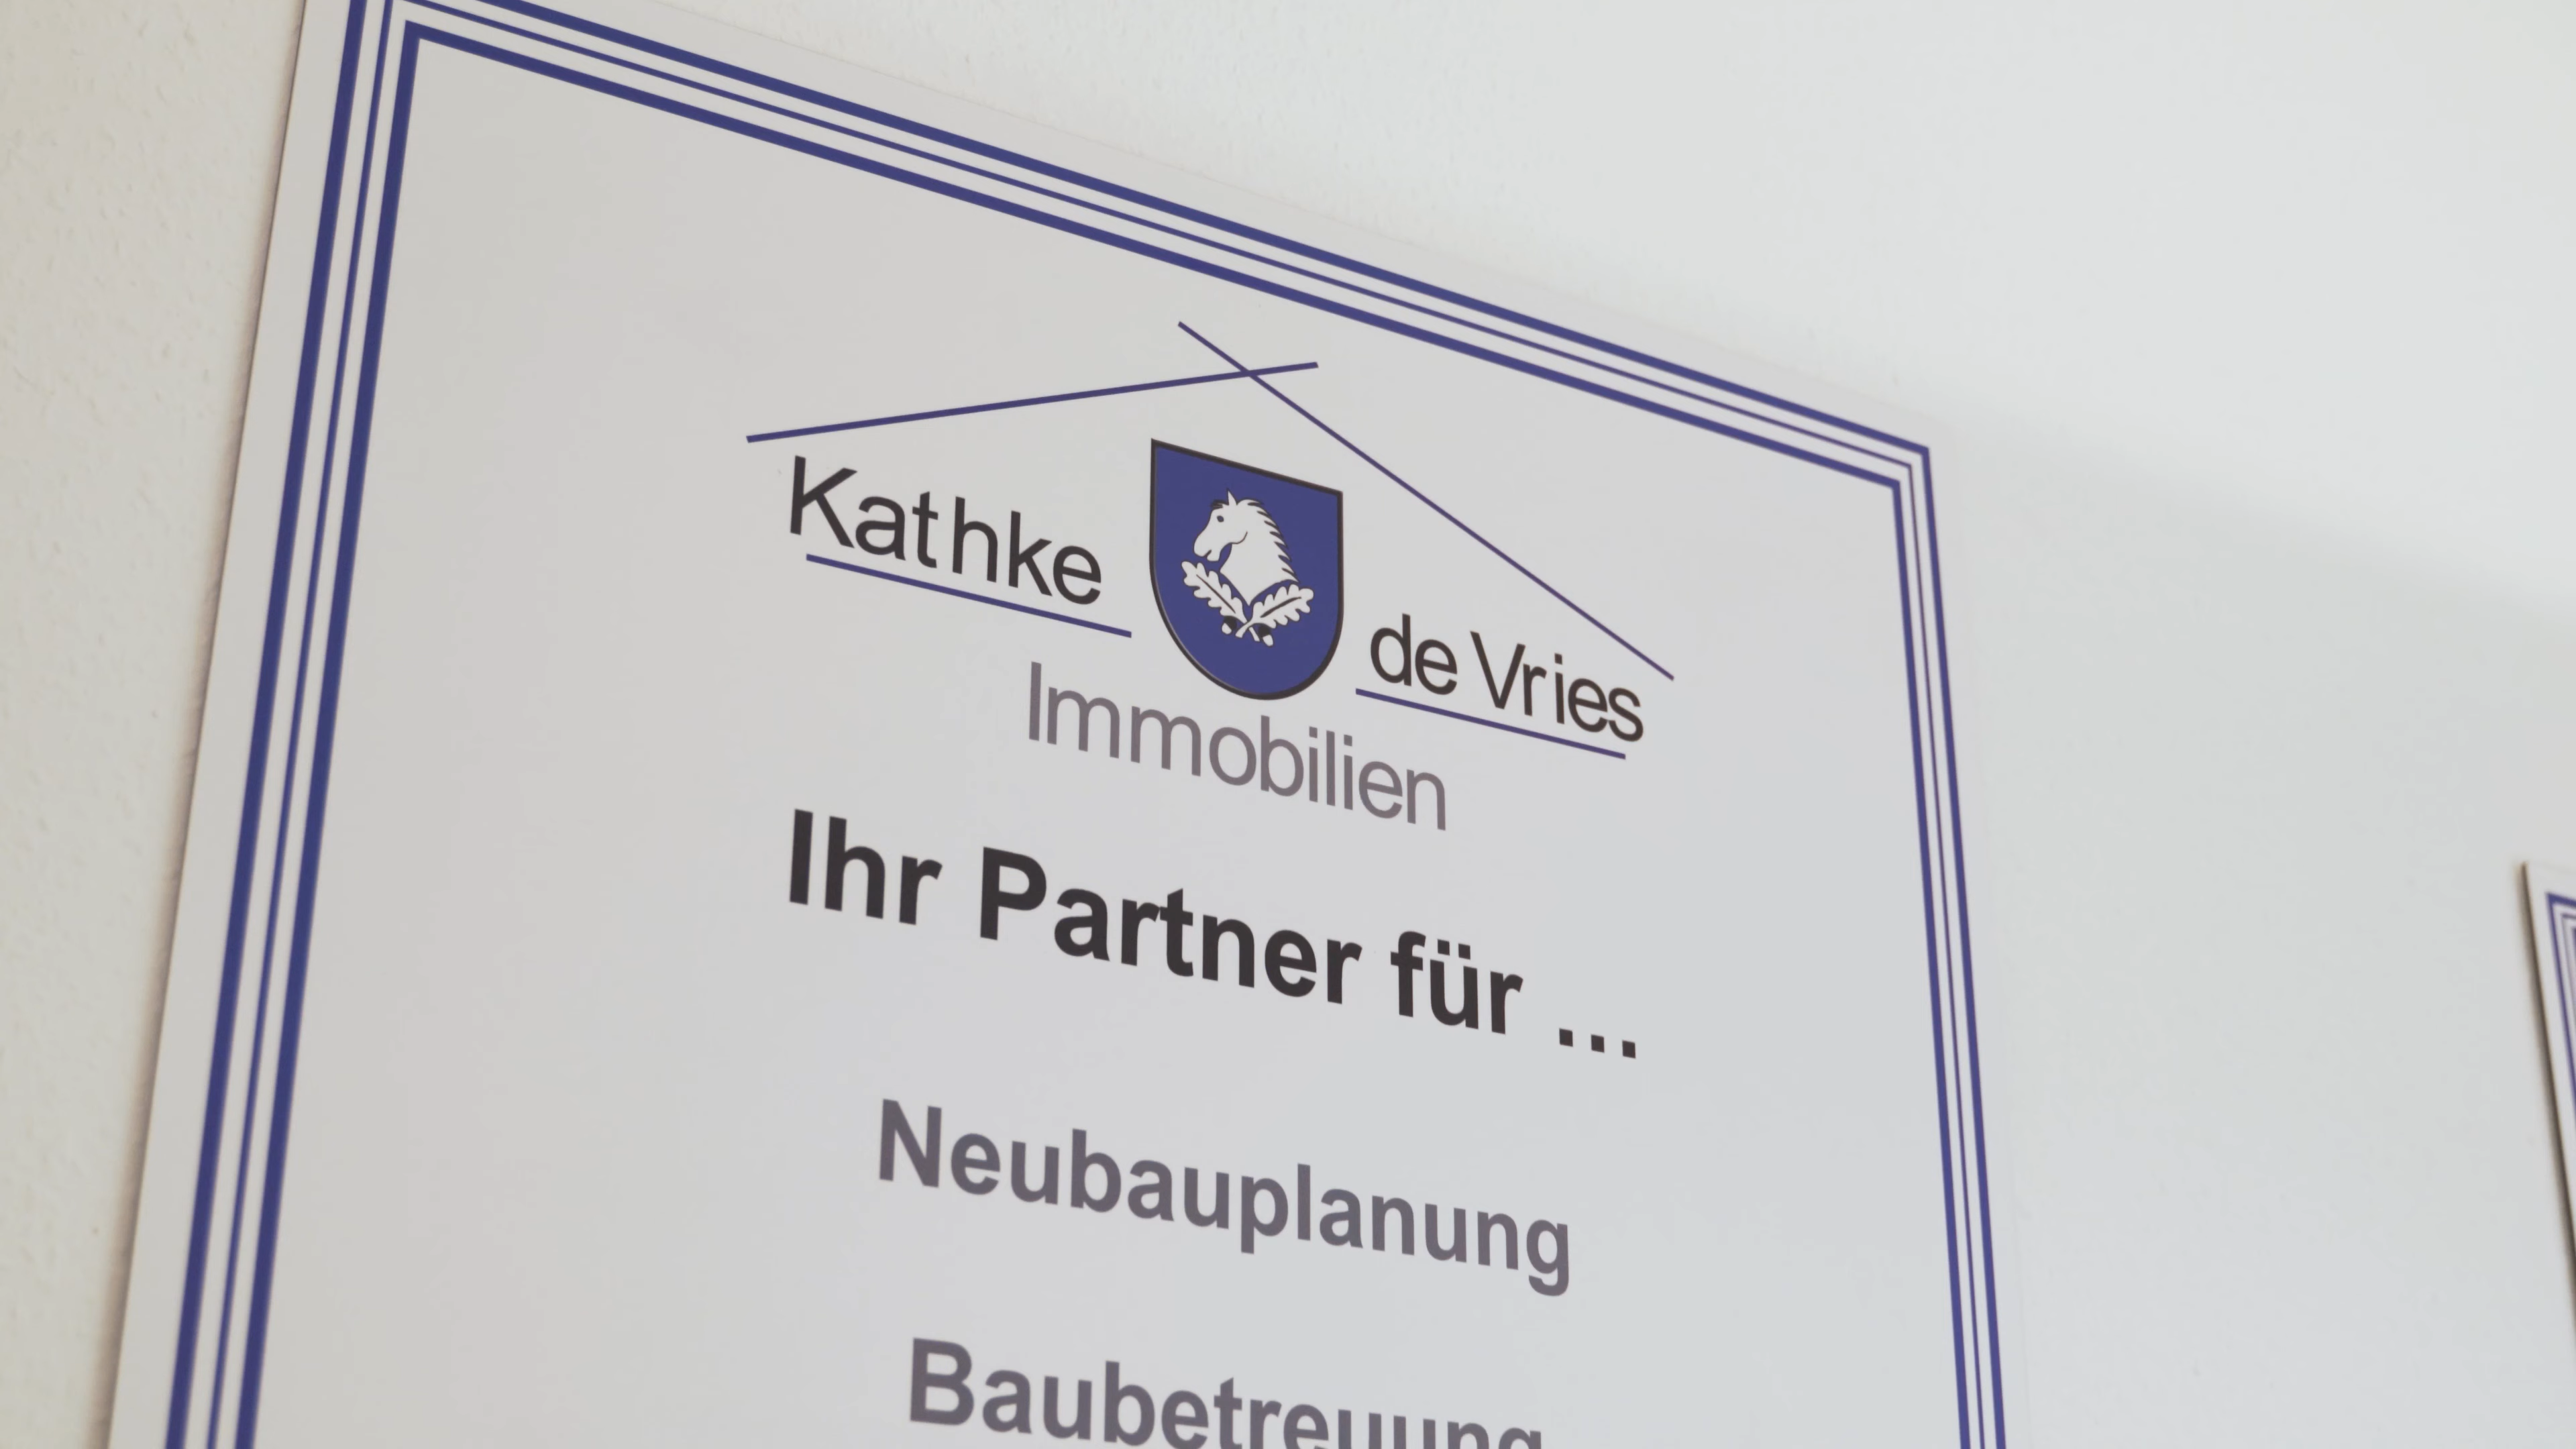 Kathke de Vries
Immobilien
Ihr Partner für ...
Neubauplanung
Baubetreuung